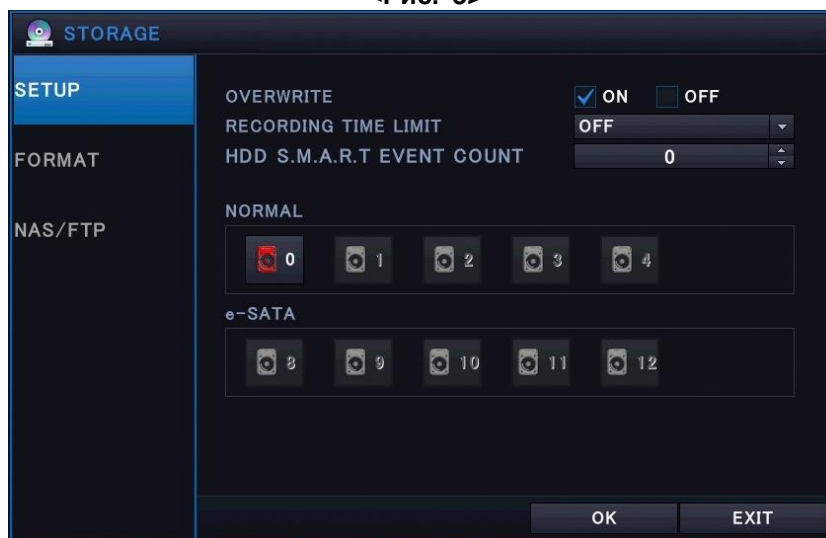 STORAGE
SETUP
FORMAT
NAS/FTP
OVERWRITE ON OFF
RECORDING TIME LIMIT OFF
HDD S.M.A.R.T EVENT COUNT 0
NORMAL
0 1 2 3 4
e-SATA
8 9 10 11 12
OK EXIT